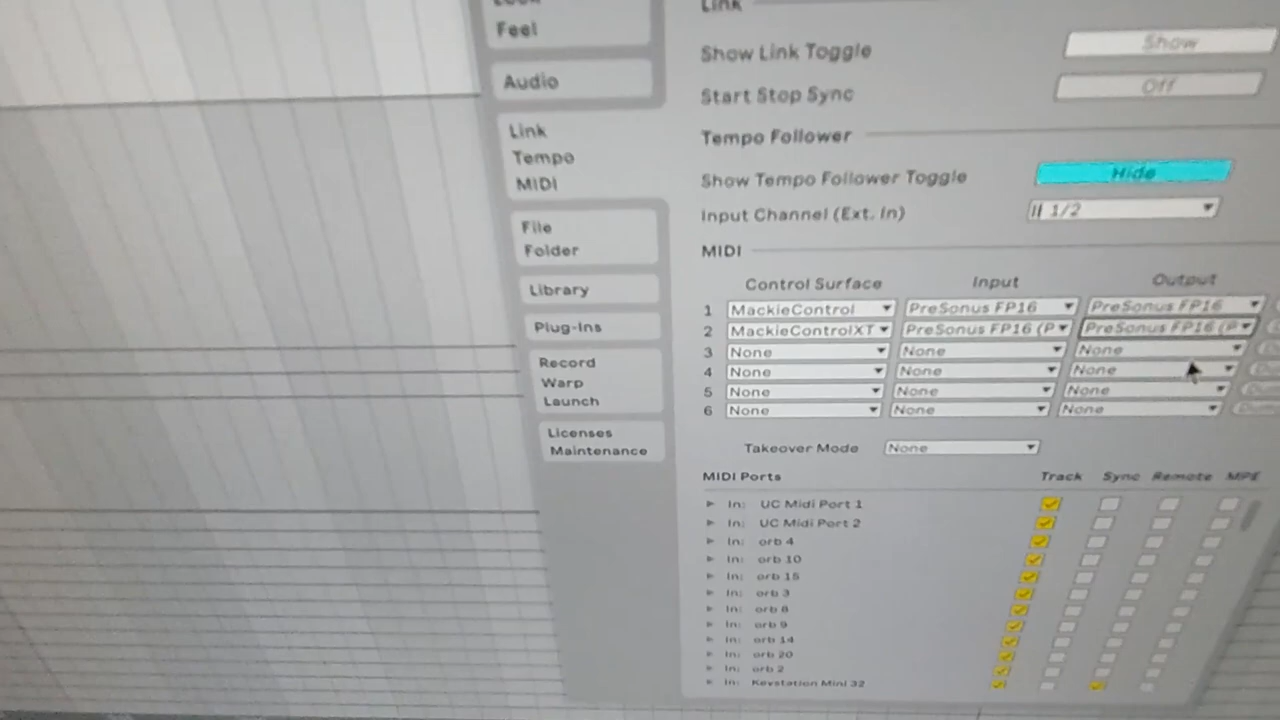 Feel
Audio
Link
Tempo
MIDI
File
Folder
Library
Plug-Ins
Record
Warp
Launch
Licenses
Maintenance
Link
Show Link Toggle Show
Start Stop Sync Off
Tempo Follower
Show Tempo Follower Toggle Hide
Input Channel (Ext. In) 1/2
MIDI
Control Surface Input Output
1 MackieControl PreSonus FP16 PreSonus FP16
2 MackieControlXT PreSonus FP16 (P PreSonus FP16 (P
3 None None None
4 None None None
5 None None None
6 None None None
Takeover Mode None
MIDI Ports Track Sync Remote MPE
In: UC Midi Port 1
In: UC Midi Port 2
In: orb 4
In: orb 10
In: orb 15
In: orb 3
In: orb 8
In: orb 9
In: orb 14
In: orb 20
In: orb 2
In: Keystation Mini 32